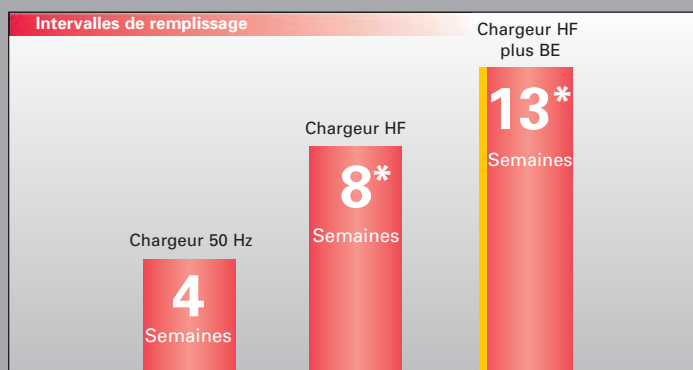 Intervalles de remplissage
Chargeur HF
plus BE
13*
Semaines
Chargeur HF
8*
Semaines
Chargeur 50 Hz
4
Semaines